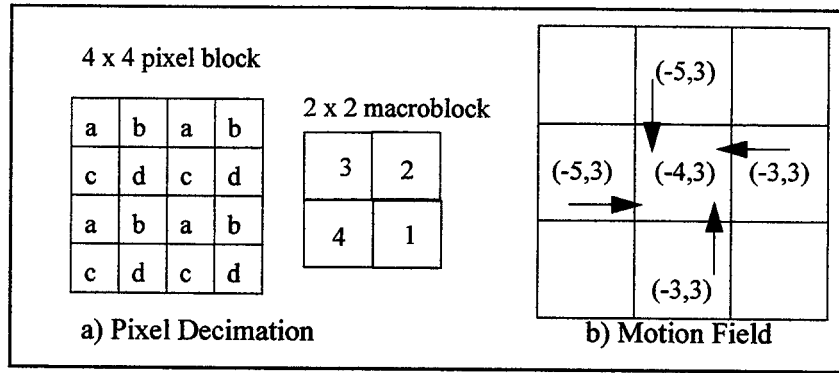 4 x 4 pixel block
a b a b
c d c d
a b a b
c d c d
2 x 2 macroblock
3 2
4 1
a) Pixel Decimation
(-5,3)
(-5,3) (-4,3) (-3,3)
(-3,3)
b) Motion Field